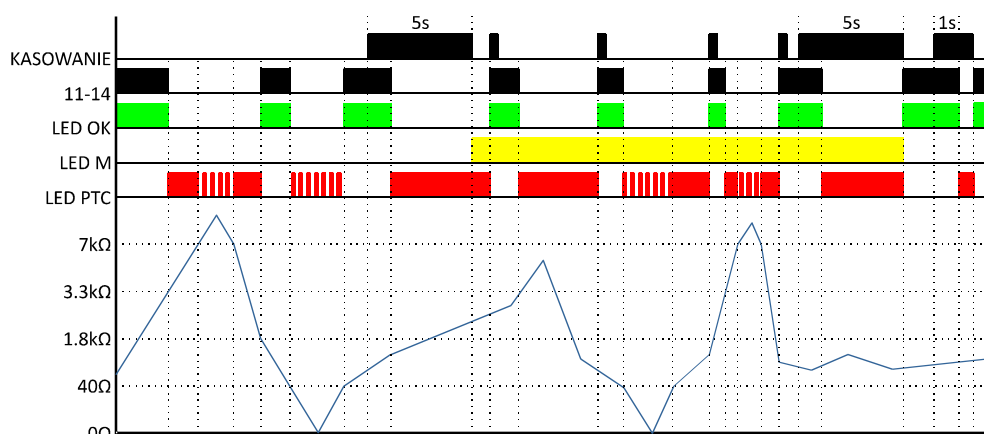 5s 5s 1s
KASOWANIE
11-14
LED OK
LED M
LED PTC
7kΩ
3.3kΩ
1.8kΩ
40Ω
0Ω